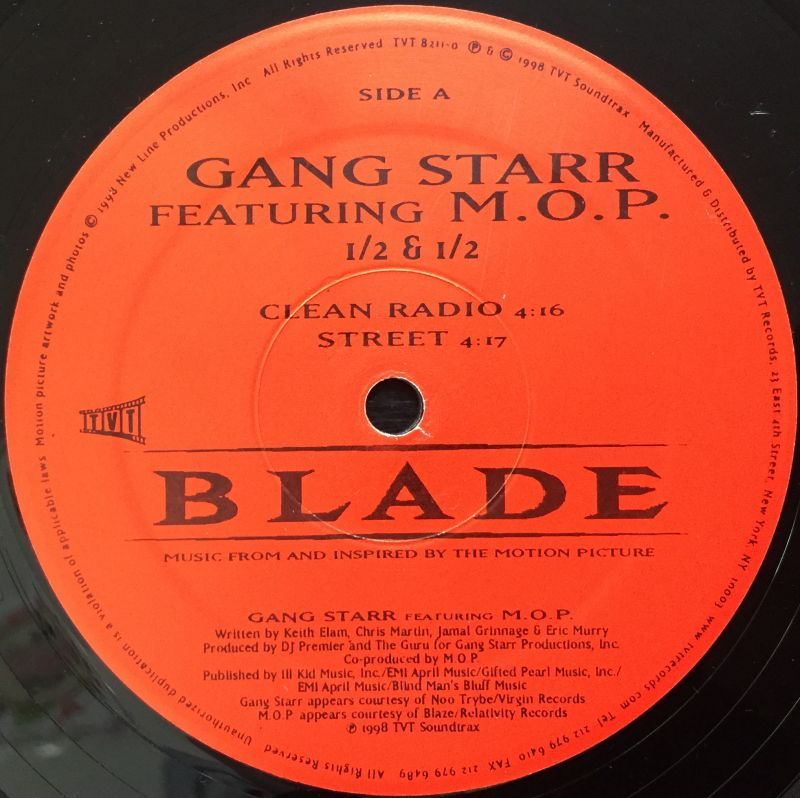 SIDE A
GANG STARR
FEATURING M.O.P.
1/2 & 1/2
CLEAN RADIO 4:16
STREET 4:17
TVT
BLADE
MUSIC FROM AND INSPIRED BY THE MOTION PICTURE
GANG STARR FEATURING M.O.P.
Written by Keith Elam, Chris Martin, Jamal Grinnage & Eric Murry
Produced by DJ Premier and The Guru for Gang Starr Productions, Inc.
Co-produced by M.O.P.
Published by Ill Kid Music, Inc./EMI April Music/Gifted Pearl Music, Inc./
EMI April Music/Blind Man's Bluff Music
Gang Starr appears courtesy of Noo Trybe/Virgin Records
M.O.P appears courtesy of Blaze/Relativity Records
℗ 1998 TVT Soundtrax
Unauthorized duplication is a violation of applicable laws Motion picture artwork and photos © 1998 New Line Productions, Inc All Rights Reserved TVT 8211-0 ℗ & © 1998 TVT Soundtrax Manufactured & Distributed by TVT Records, 23 East 4th Street, New York, NY 10003 www.tvtrecords.com Tel 212 979 6410 FAX 212 979 6489 All Rights Reserved